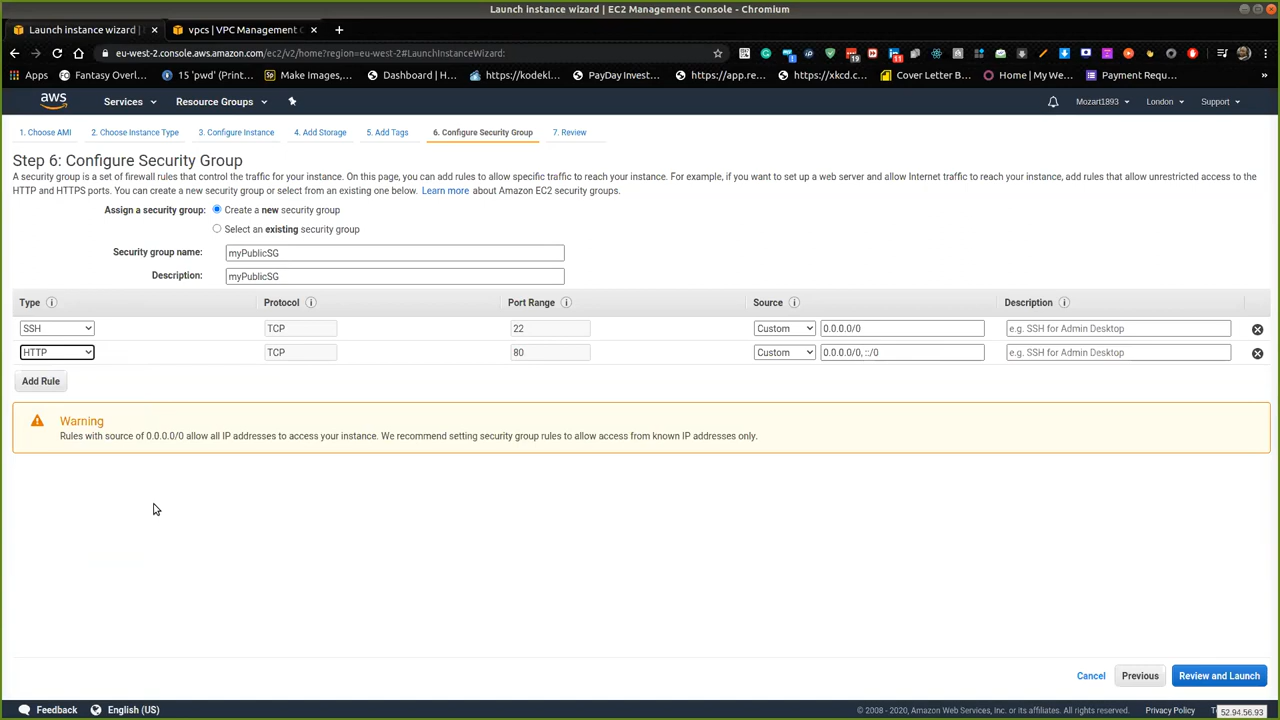 Launch instance wizard | EC2 Management Console - Chromium
Launch instance wizard |
vpcs | VPC Management C
eu-west-2.console.aws.amazon.com/ec2/v2/home?region=eu-west-2#LaunchInstanceWizard:
Apps Fantasy Overl... 15 'pwd' (Print... Make Images,... Dashboard | H... https://kodekl... PayDay Invest... https://app.re... https://xkcd.c... Cover Letter B... Home | My We... Payment Requ... »
aws Services Resource Groups Mozart1893 London Support
1. Choose AMI 2. Choose Instance Type 3. Configure Instance 4. Add Storage 5. Add Tags 6. Configure Security Group 7. Review
Step 6: Configure Security Group
A security group is a set of firewall rules that control the traffic for your instance. On this page, you can add rules to allow specific traffic to reach your instance. For example, if you want to set up a web server and allow Internet traffic to reach your instance, add rules that allow unrestricted access to the
HTTP and HTTPS ports. You can create a new security group or select from an existing one below. Learn more about Amazon EC2 security groups.
Assign a security group: Create a new security group
Select an existing security group
Security group name: myPublicSG
Description: myPublicSG
Type Protocol Port Range Source Description
SSH TCP 22 Custom 0.0.0.0/0 e.g. SSH for Admin Desktop
HTTP TCP 80 Custom 0.0.0.0/0, ::/0 e.g. SSH for Admin Desktop
Add Rule
Warning
Rules with source of 0.0.0.0/0 allow all IP addresses to access your instance. We recommend setting security group rules to allow access from known IP addresses only.
Cancel Previous Review and Launch
Feedback English (US) © 2008 - 2020, Amazon Web Services, Inc. or its affiliates. All rights reserved. Privacy Policy
52.94.56.93